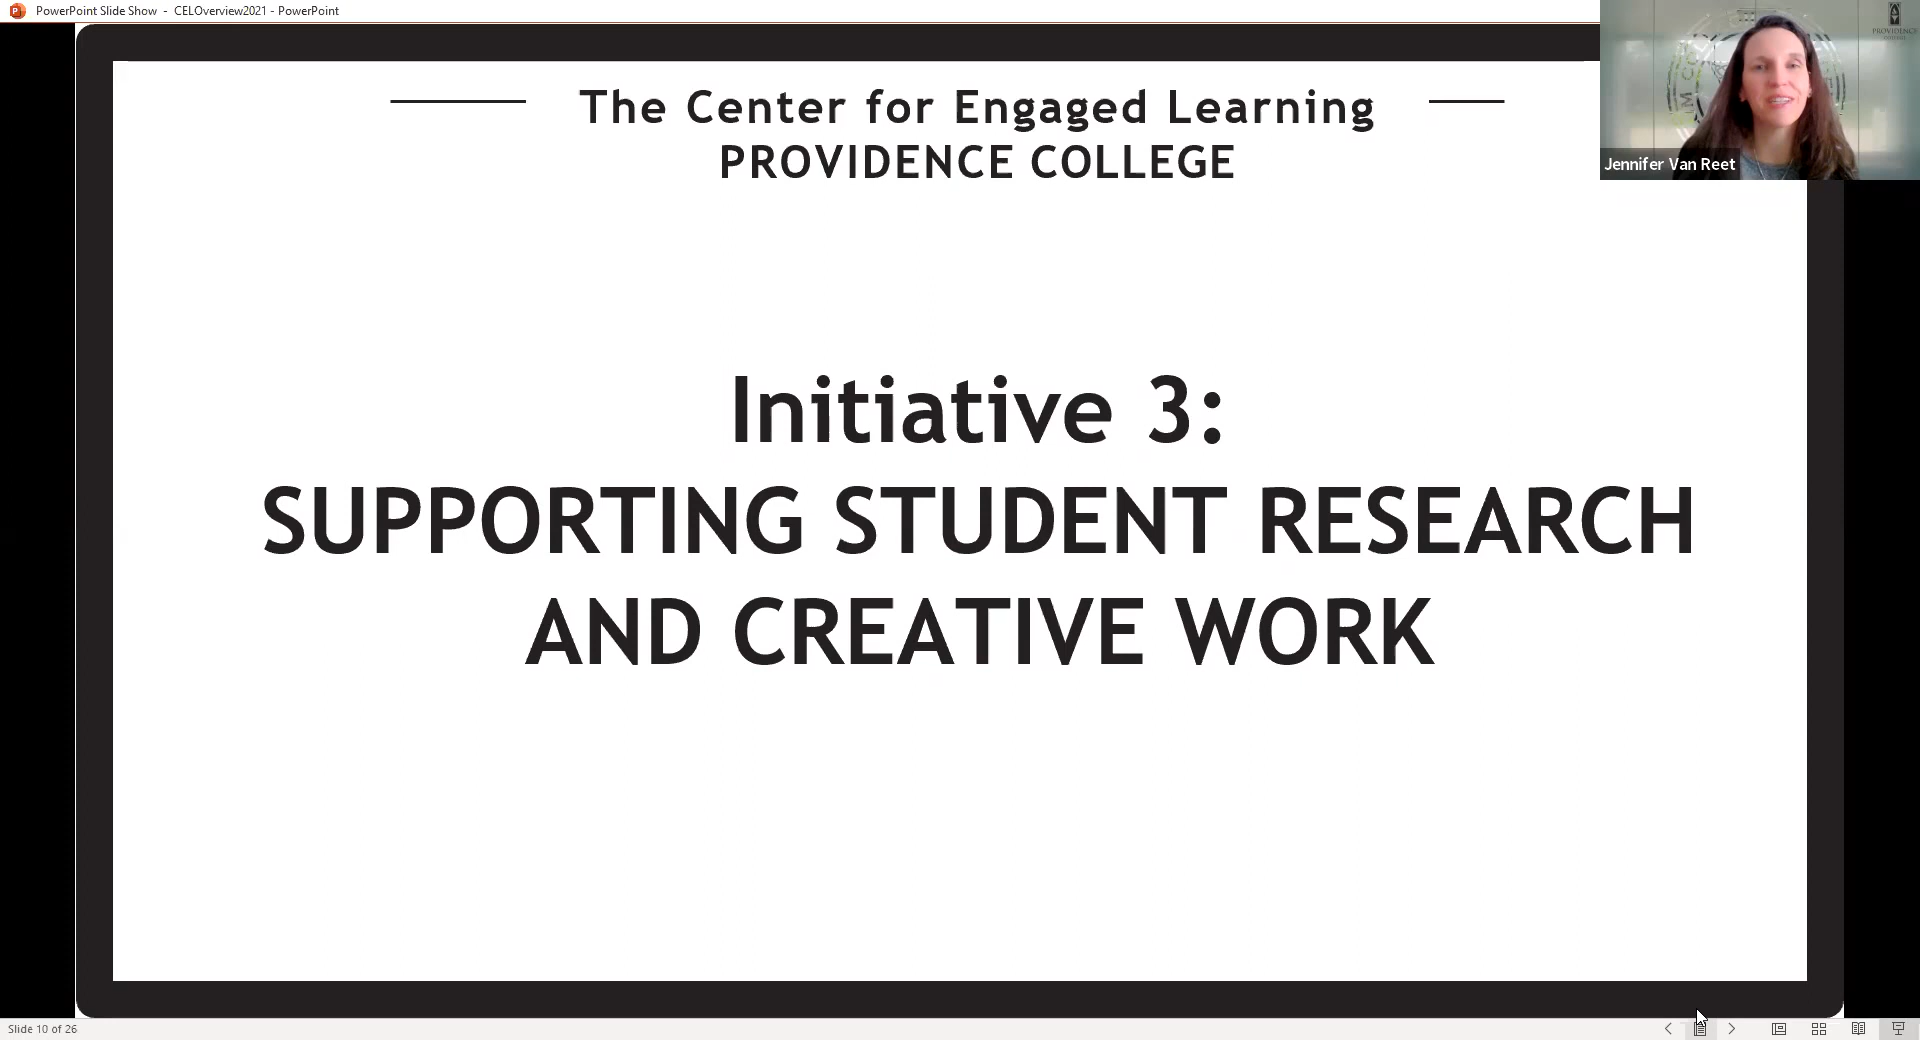 PowerPoint Slide Show - CELOverview2021 - PowerPoint
PROVIDENCE
The Center for Engaged Learning
PROVIDENCE COLLEGE
Jennifer Van Reet
Initiative 3:
SUPPORTING STUDENT RESEARCH
AND CREATIVE WORK
Slide 10 of 26